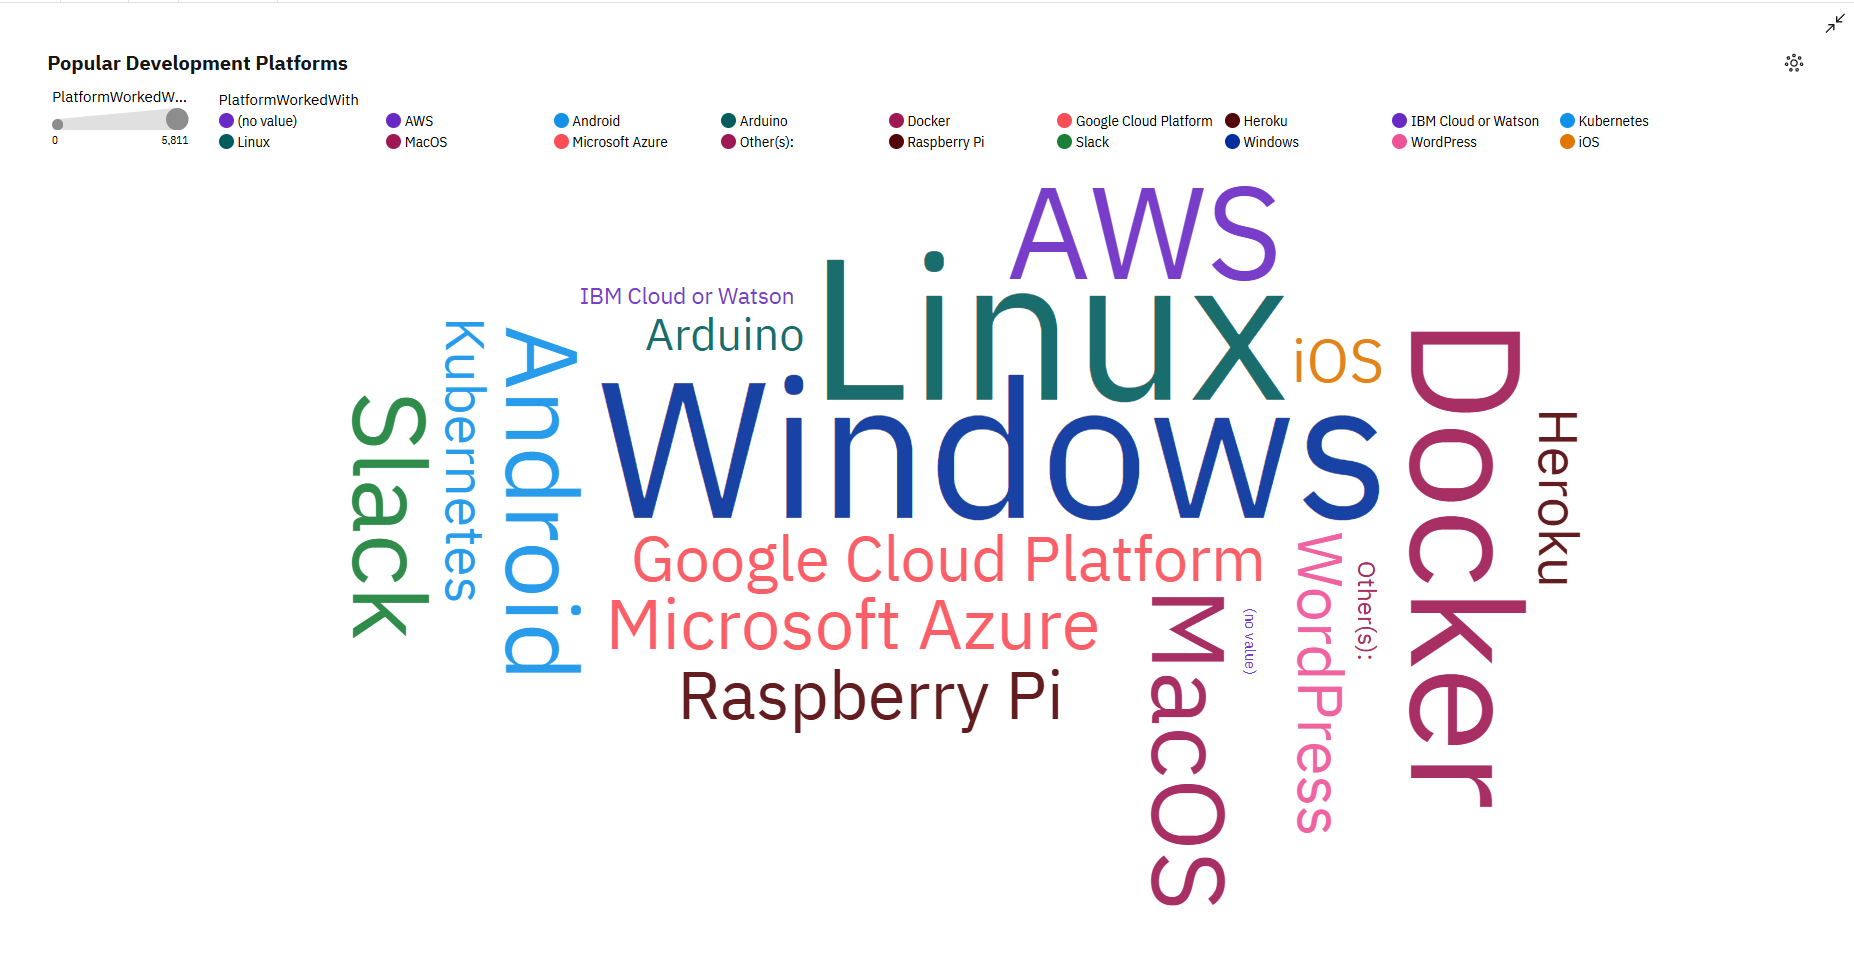 Popular Development Platforms
PlatformWorkedW...
0 5,811
PlatformWorkedWith
(no value) AWS Android Arduino Docker Google Cloud Platform Heroku IBM Cloud or Watson Kubernetes
Linux MacOS Microsoft Azure Other(s): Raspberry Pi Slack Windows WordPress iOS
AWS
Linux
IBM Cloud or Watson
Arduino
iOS
Windows
Slack
Kubernetes
Android
Docker
Heroku
Google Cloud Platform
Microsoft Azure
Raspberry Pi
MacOS
(no value)
WordPress
Other(s):